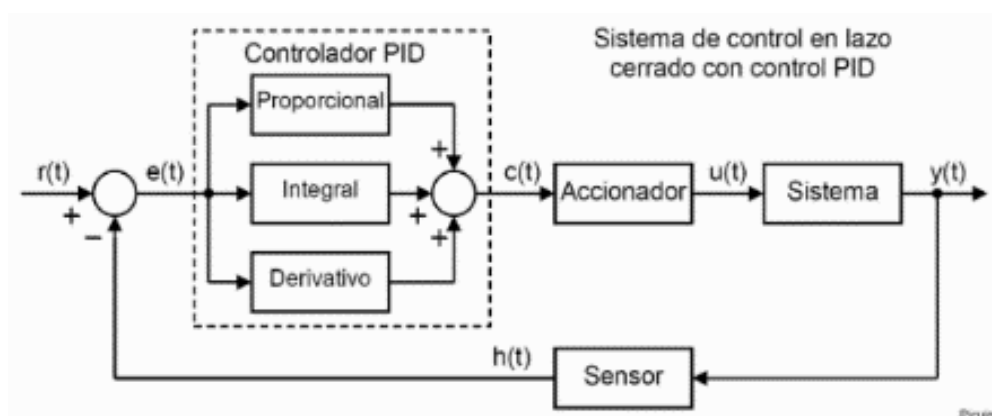 Controlador PID
Sistema de control en lazo
cerrado con control PID
Proporcional
r(t)
e(t)
Integral
c(t)
Accionador
u(t)
Sistema
y(t)
+
−
+
+
+
Derivativo
h(t)
Sensor